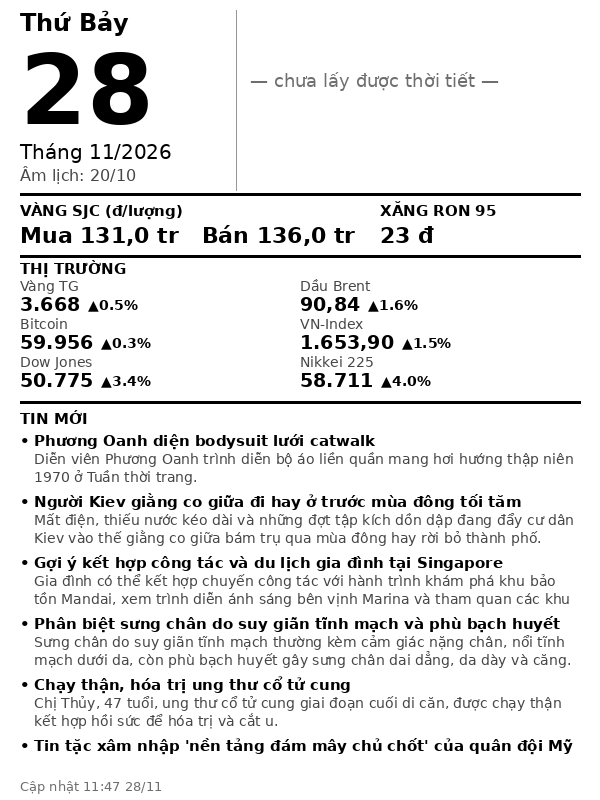 Thứ Bảy
28
Tháng 11/2026
Âm lịch: 20/10
— chưa lấy được thời tiết —
VÀNG SJC (đ/lượng)
Mua 131,0 tr Bán 136,0 tr
XĂNG RON 95
23 đ
THỊ TRƯỜNG
Vàng TG
3.668 ▲0.5%
Dầu Brent
90,84 ▲1.6%
Bitcoin
59.956 ▲0.3%
VN-Index
1.653,90 ▲1.5%
Dow Jones
50.775 ▲3.4%
Nikkei 225
58.711 ▲4.0%
TIN MỚI
• Phương Oanh diện bodysuit lưới catwalk
Diễn viên Phương Oanh trình diễn bộ áo liền quần mang hơi hướng thập niên
1970 ở Tuần thời trang.
• Người Kiev giằng co giữa đi hay ở trước mùa đông tối tăm
Mất điện, thiếu nước kéo dài và những đợt tập kích dồn dập đang đẩy cư dân
Kiev vào thế giằng co giữa bám trụ qua mùa đông hay rời bỏ thành phố.
• Gợi ý kết hợp công tác và du lịch gia đình tại Singapore
Gia đình có thể kết hợp chuyến công tác với hành trình khám phá khu bảo
tồn Mandai, xem trình diễn ánh sáng bên vịnh Marina và tham quan các khu
• Phân biệt sưng chân do suy giãn tĩnh mạch và phù bạch huyết
Sưng chân do suy giãn tĩnh mạch thường kèm cảm giác nặng chân, nổi tĩnh
mạch dưới da, còn phù bạch huyết gây sưng chân dai dẳng, da dày và căng.
• Chạy thận, hóa trị ung thư cổ tử cung
Chị Thủy, 47 tuổi, ung thư cổ tử cung giai đoạn cuối di căn, được chạy thận
kết hợp hồi sức để hóa trị và cắt u.
• Tin tặc xâm nhập 'nền tảng đám mây chủ chốt' của quân đội Mỹ
Cập nhật 11:47 28/11